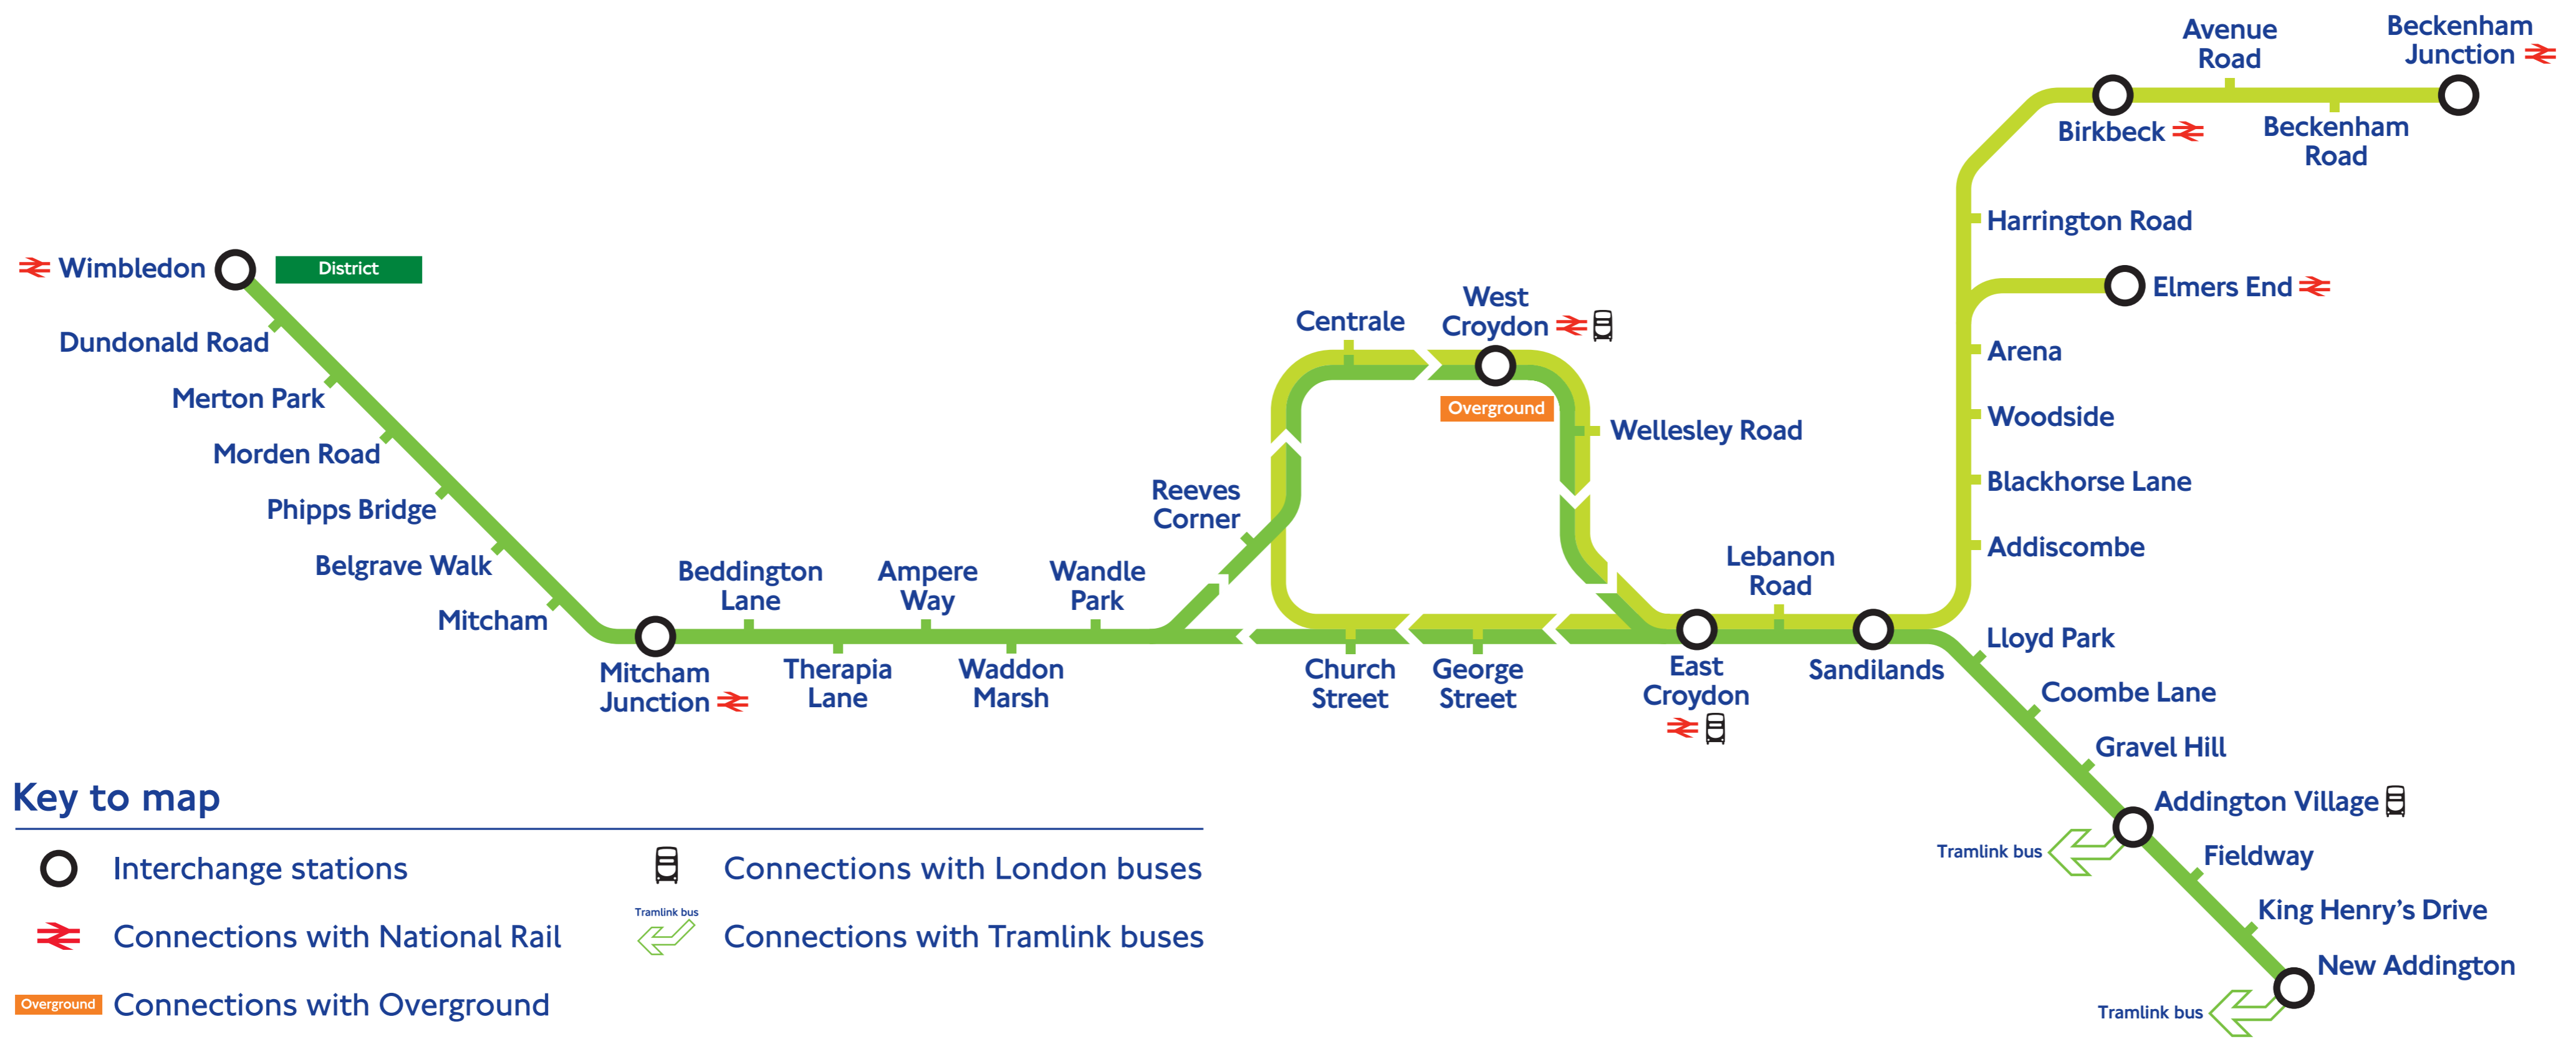 Avenue
Road
Beckenham
Junction
Birkbeck
Beckenham
Road
Harrington Road
Wimbledon
District
Elmers End
Dundonald Road
Merton Park
Morden Road
Phipps Bridge
Belgrave Walk
Mitcham
Centrale
West
Croydon
Overground
Wellesley Road
Arena
Woodside
Blackhorse Lane
Addiscombe
Reeves
Corner
Beddington
Lane
Ampere
Way
Wandle
Park
Lebanon
Road
Mitcham
Junction
Therapia
Lane
Waddon
Marsh
Church
Street
George
Street
East
Croydon
Sandilands
Lloyd Park
Coombe Lane
Gravel Hill
Addington Village
Tramlink bus
Fieldway
King Henry's Drive
New Addington
Tramlink bus
Key to map
Interchange stations
Connections with National Rail
Overground
Connections with Overground
Connections with London buses
Tramlink bus
Connections with Tramlink buses